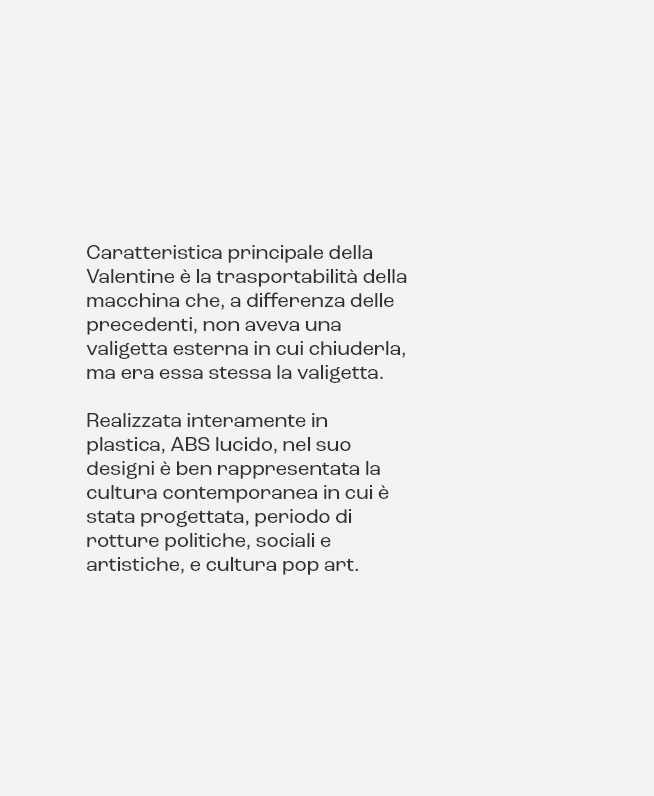 Caratteristica principale della
Valentine è la trasportabilità della
macchina che, a differenza delle
precedenti, non aveva una
valigetta esterna in cui chiuderla,
ma era essa stessa la valigetta.
Realizzata interamente in
plastica, ABS lucido, nel suo
designi è ben rappresentata la
cultura contemporanea in cui è
stata progettata, periodo di
rotture politiche, sociali e
artistiche, e cultura pop art.